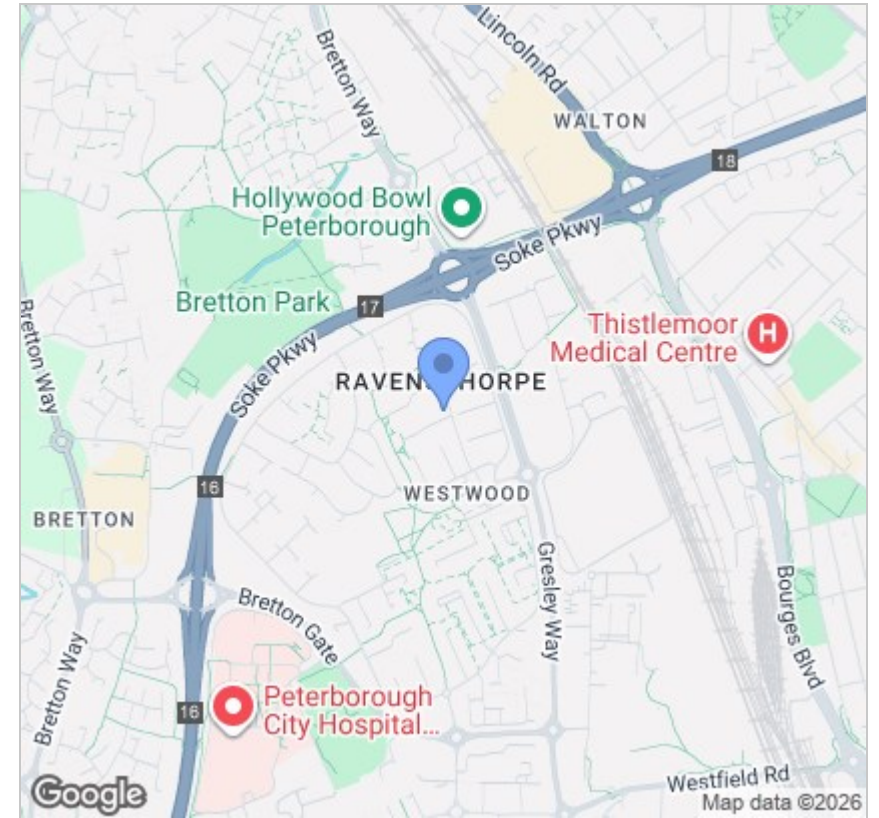 Lincoln Rd
Bretton Way
WALTON
18
Hollywood Bowl
Peterborough
Soke Pkwy
Bretton Park
17
Thistlemoor
Medical Centre
H
Bretton Way
Soke Pkwy
RAVEN THORPE
16
WESTWOOD
BRETTON
Gresley Way
Bretton Gate
Bourges Blvd
Bretton Way
16
Peterborough
City Hospital...
Westfield Rd
Google
Map data ©2026